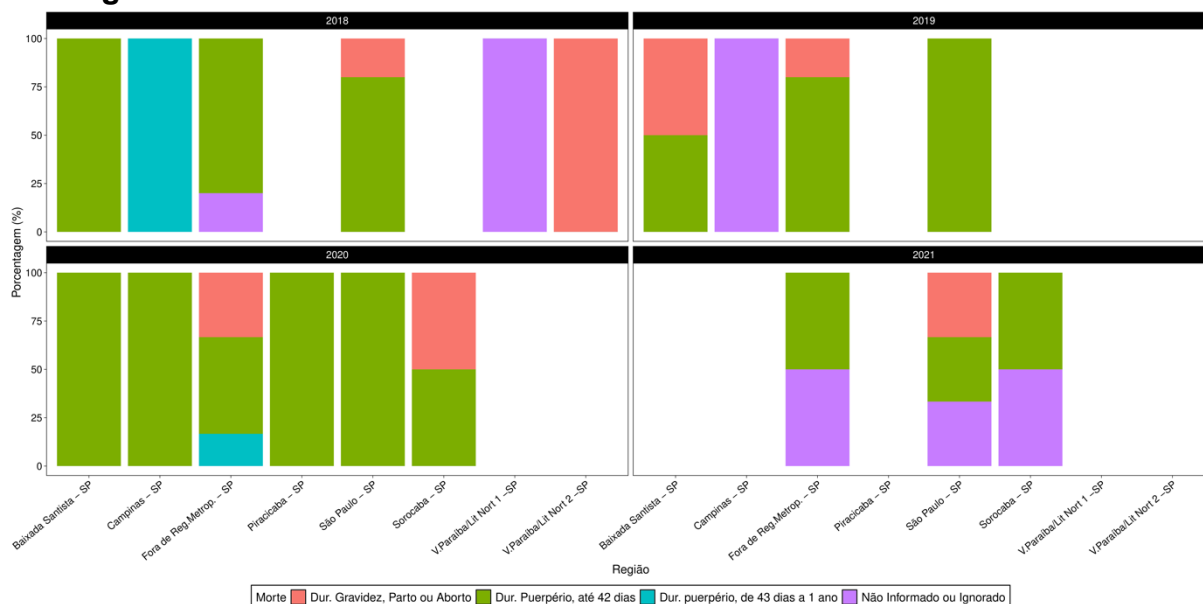 2018
2019
100
75
50
25
0
2020
2021
100
75
50
25
0
Porcentagem (%)
Baixada Santista – SP
Campinas – SP
Fora de Reg.Metrop. – SP
Piracicaba – SP
São Paulo – SP
Sorocaba – SP
V.Paraíba/Lit Nort 1 –SP
V.Paraíba/Lit Nort 2 –SP
Baixada Santista – SP
Campinas – SP
Fora de Reg.Metrop. – SP
Piracicaba – SP
São Paulo – SP
Sorocaba – SP
V.Paraíba/Lit Nort 1 –SP
V.Paraíba/Lit Nort 2 –SP
Região
Morte Dur. Gravidez, Parto ou Aborto Dur. Puerpério, até 42 dias Dur. puerpério, de 43 dias a 1 ano Não Informado ou Ignorado